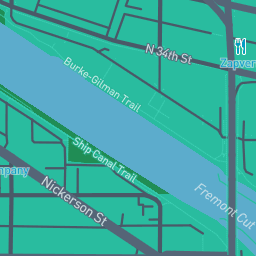 N 34th St
Zapver
Burke-Gilman Trail
Ship Canal Trail
mpany
Nickerson St
Fremont Cut